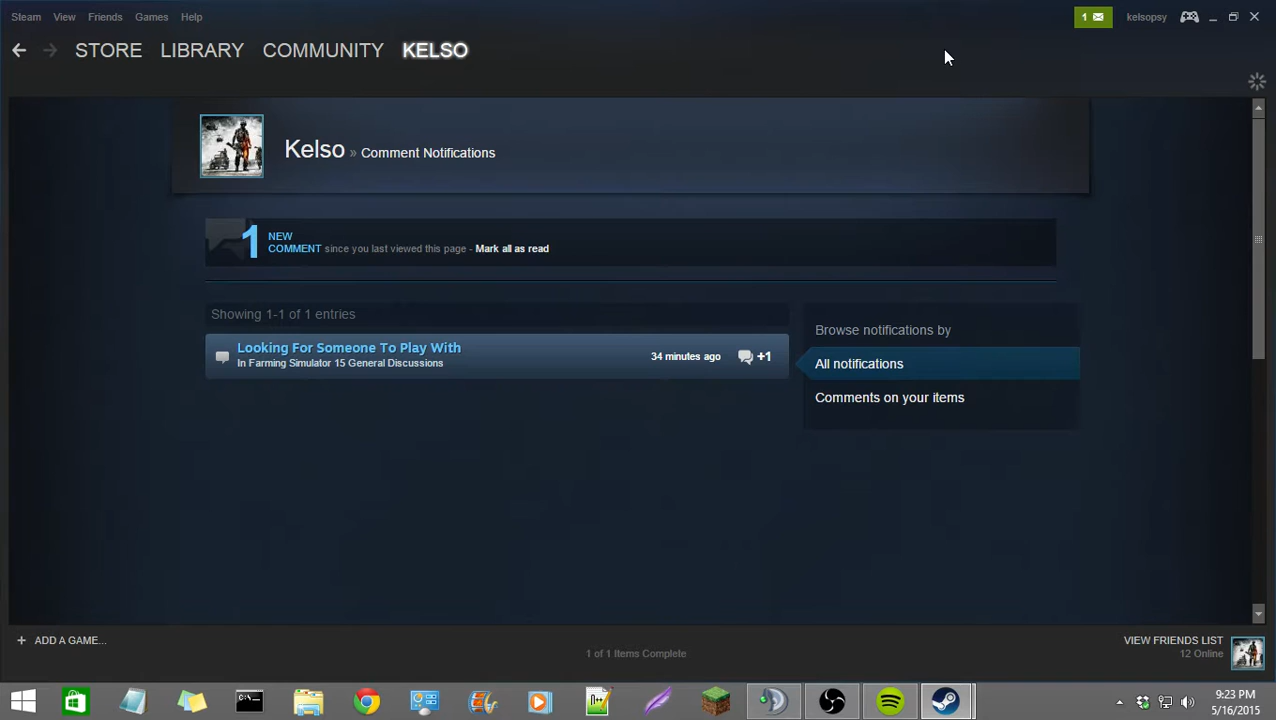 Steam View Friends Games Help
1
kelsopsy
STORE LIBRARY COMMUNITY KELSO
Kelso » Comment Notifications
1 NEW
COMMENT since you last viewed this page - Mark all as read
Showing 1-1 of 1 entries
Looking For Someone To Play With
In Farming Simulator 15 General Discussions
34 minutes ago
+1
Browse notifications by
All notifications
Comments on your items
+ ADD A GAME...
1 of 1 Items Complete
VIEW FRIENDS LIST
12 Online
9:23 PM
5/16/2015